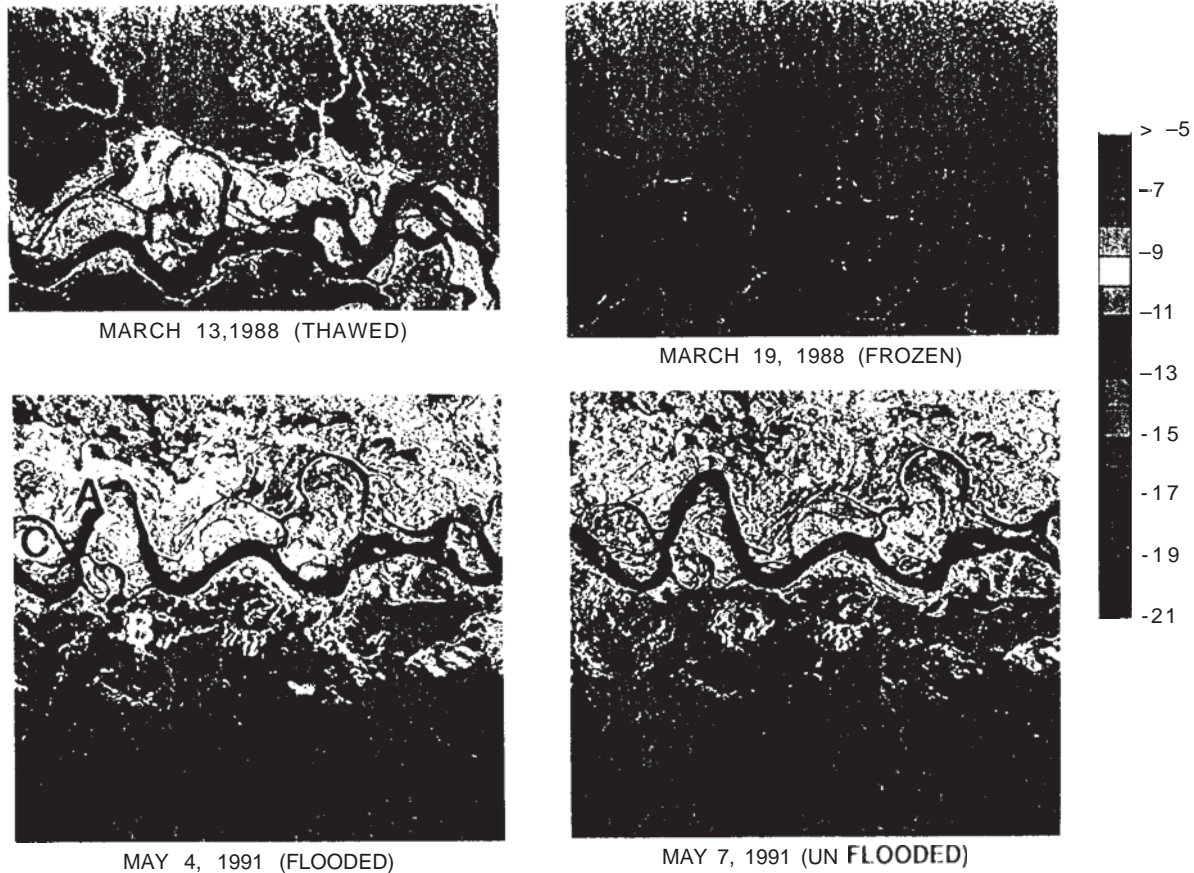 MARCH 13,1988 (THAWED)
MARCH 19, 1988 (FROZEN)
> –5
–7
–9
–11
–13
-15
-17
-19
-21
A
C
B
MAY 4, 1991 (FLOODED)
MAY 7, 1991 (UN FLOODED)